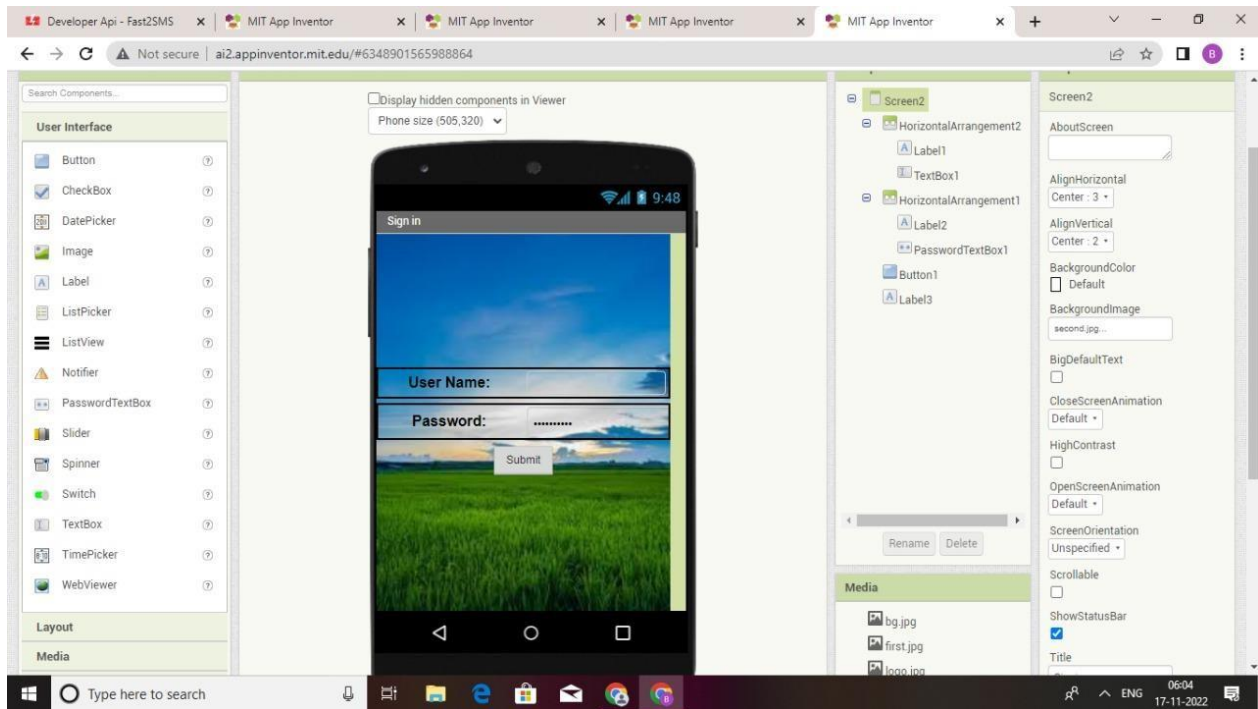 Developer Api - Fast2SMS
MIT App Inventor
MIT App Inventor
MIT App Inventor
MIT App Inventor
Not secure | ai2.appinventor.mit.edu/#6348901565988864
B
Search Components...
User Interface
Button
CheckBox
DatePicker
Image
Label
ListPicker
ListView
Notifier
PasswordTextBox
Slider
Spinner
Switch
TextBox
TimePicker
WebViewer
Layout
Media
Display hidden components in Viewer
Phone size (505,320)
9:48
Sign in
User Name:
Password:
Submit
Screen2
HorizontalArrangement2
Label1
TextBox1
HorizontalArrangement1
Label2
PasswordTextBox1
Button1
Label3
Rename Delete
Media
bg.jpg
first.jpg
logo.jpg
Screen2
AboutScreen
AlignHorizontal
Center : 3
AlignVertical
Center : 2
BackgroundColor
Default
BackgroundImage
second.jpg...
BigDefaultText
CloseScreenAnimation
Default
HighContrast
OpenScreenAnimation
Default
ScreenOrientation
Unspecified
Scrollable
ShowStatusBar
Title
Type here to search
ENG
06:04
17-11-2022